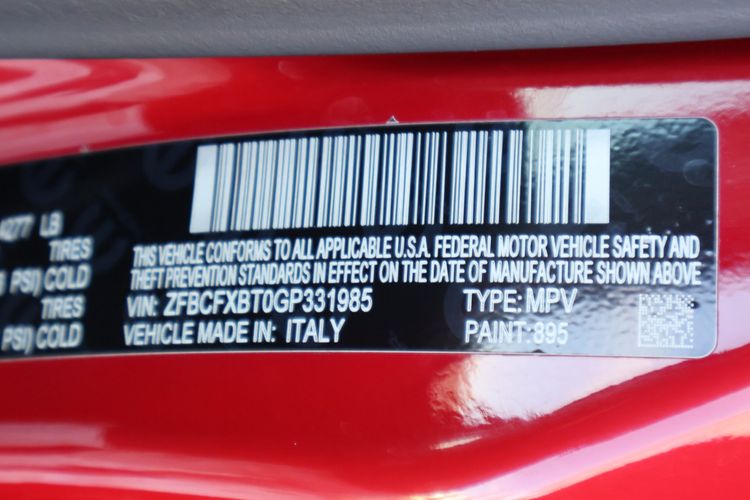 4277 LB
TIRES
PSI) COLD
TIRES
PSI) COLD
THIS VEHICLE CONFORMS TO ALL APPLICABLE U.S.A. FEDERAL MOTOR VEHICLE SAFETY AND
THEFT PREVENTION STANDARDS IN EFFECT ON THE DATE OF MANUFACTURE SHOWN ABOVE
VIN: ZFBCFXBT0GP331985 TYPE: MPV
VEHICLE MADE IN: ITALY PAINT: 895